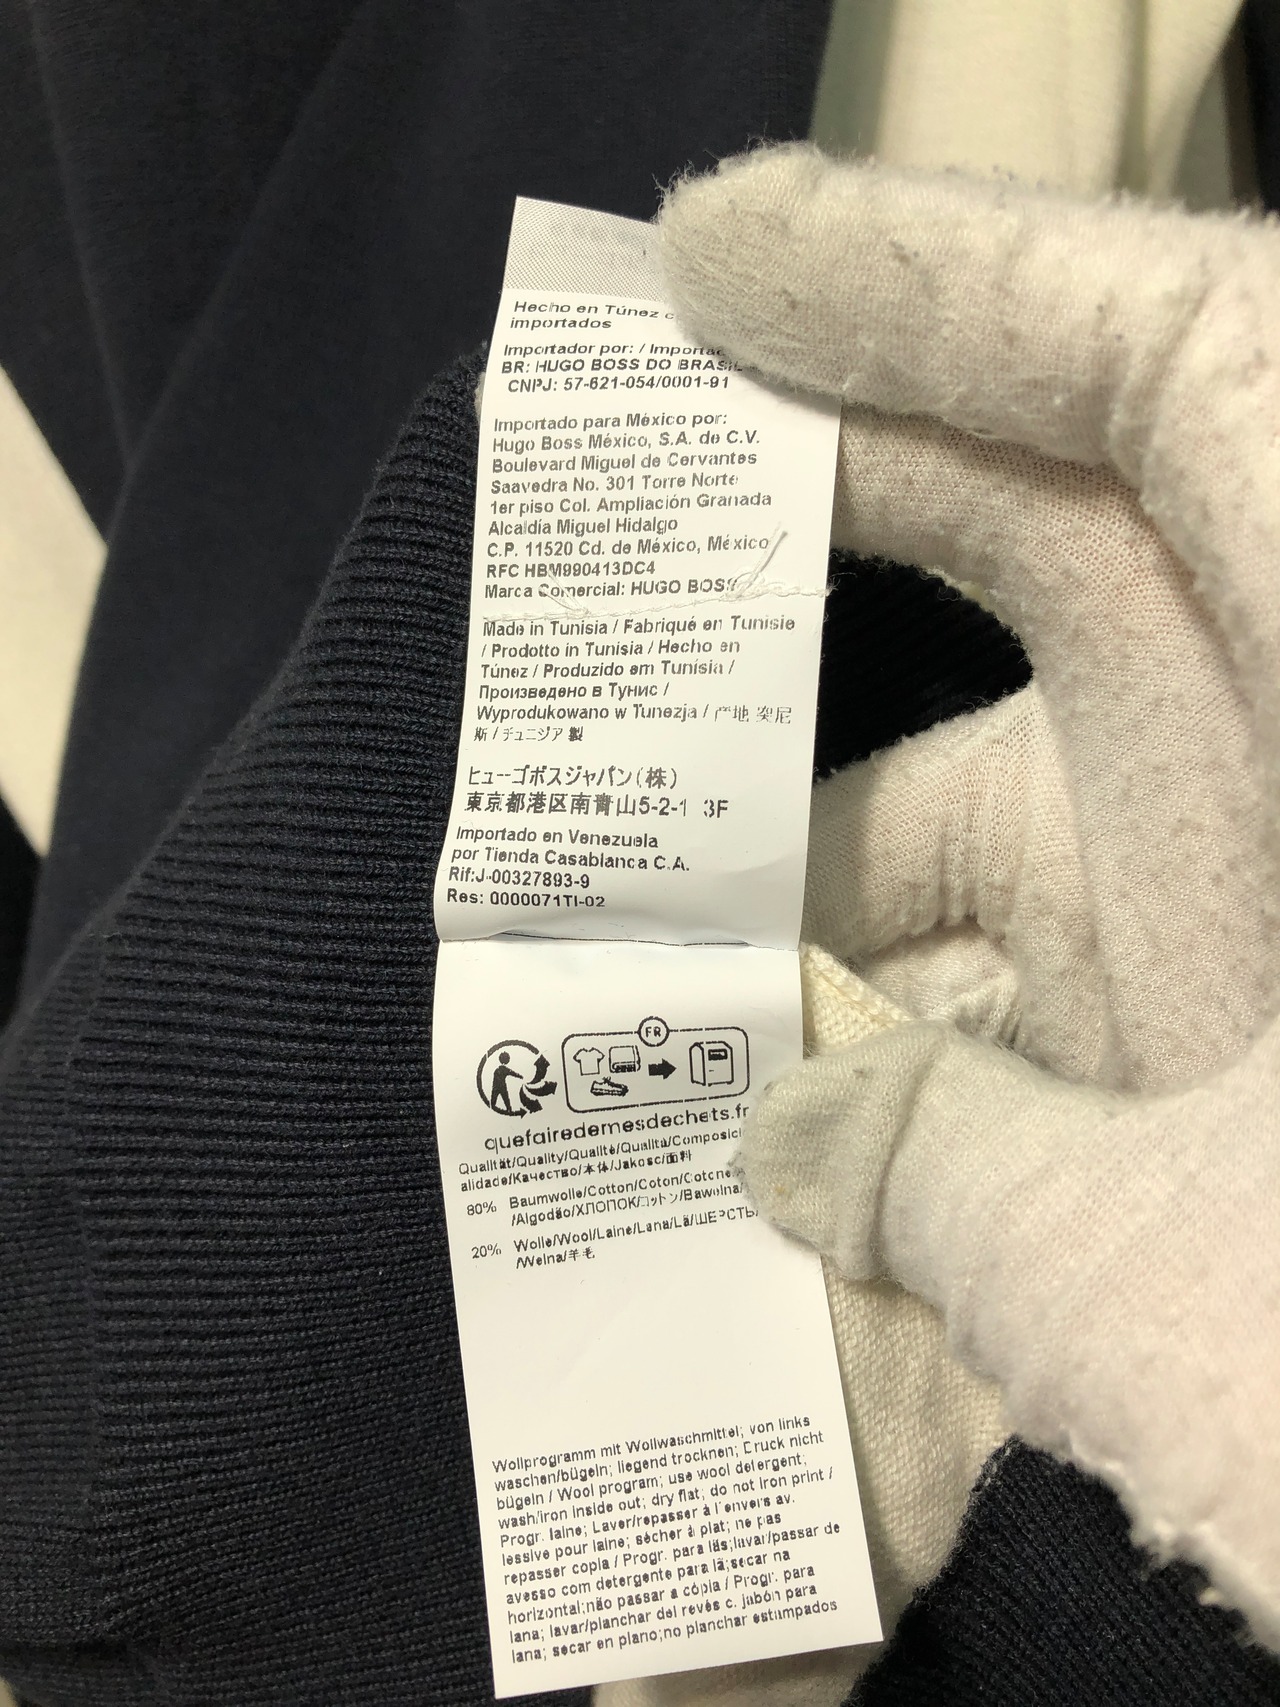 Hecho en Túnez
importados
Importador por: /
BR: HUGO BOSS DO BRASIL
CNPJ: 57-621-054/0001-91
Importado para México por:
Hugo Boss México, S.A. de C.V.
Boulevard Miguel de Cervantes
Saavedra No. 301 Torre Norte
1er piso Col. Ampliación Granada
Alcaldía Miguel Hidalgo
C.P. 11520 Cd. de México, México
RFC HBM990413DC4
Marca Comercial: HUGO BOSS
Made in Tunisia / Fabriqué en Tunisie
/ Prodotto in Tunisia / Hecho en
Túnez / Produzido em Tunísia /
Произведено в Тунис /
Wyprodukowano w Tunezja / 产地 突尼
斯 / チュニジア 製
ヒューゴボスジャパン(株)
東京都港区南青山5-2-1 3F
Importado en Venezuela
por Tienda Casablanca C.A.
Rif:J-00327893-9
Res: 0000071TI-02
FR
quefairedemesdechets.fr
Qualität/Quality/Qualité/Qualità/
alidade/Качество/本体/Jakosc/面料
80% Baumwolle/Cotton/Coton/Cotone
/Algodão/ХЛОПОК/コットン/Bawelna/
20% Wolle/Wool/Laine/Lana/Lã/ШЕРСТЬ
/Welna/羊毛
Wollprogramm mit Wollwaschmittel; von links
waschen/bügeln; liegend trocknen; Druck nicht
bügeln / Wool program; use wool detergent;
wash/iron inside out; dry flat; do not iron print /
Progr. laine; Laver/repasser à l'envers av.
lessive pour laine; sécher à plat; ne pas
repasser copia / Progr. para lãs;lavar/passar de
avesso com detergente para lã;secar na
horizontal;não passar a cópia / Progr. para
lana; lavar/planchar del revés c. jabón para
lana; secar en plano;no planchar estampados